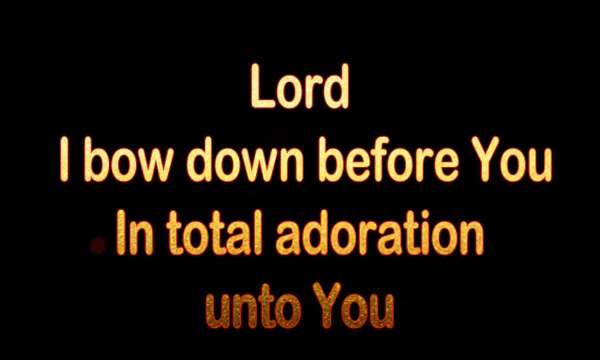 Lord
I bow down before You
In total adoration
unto You